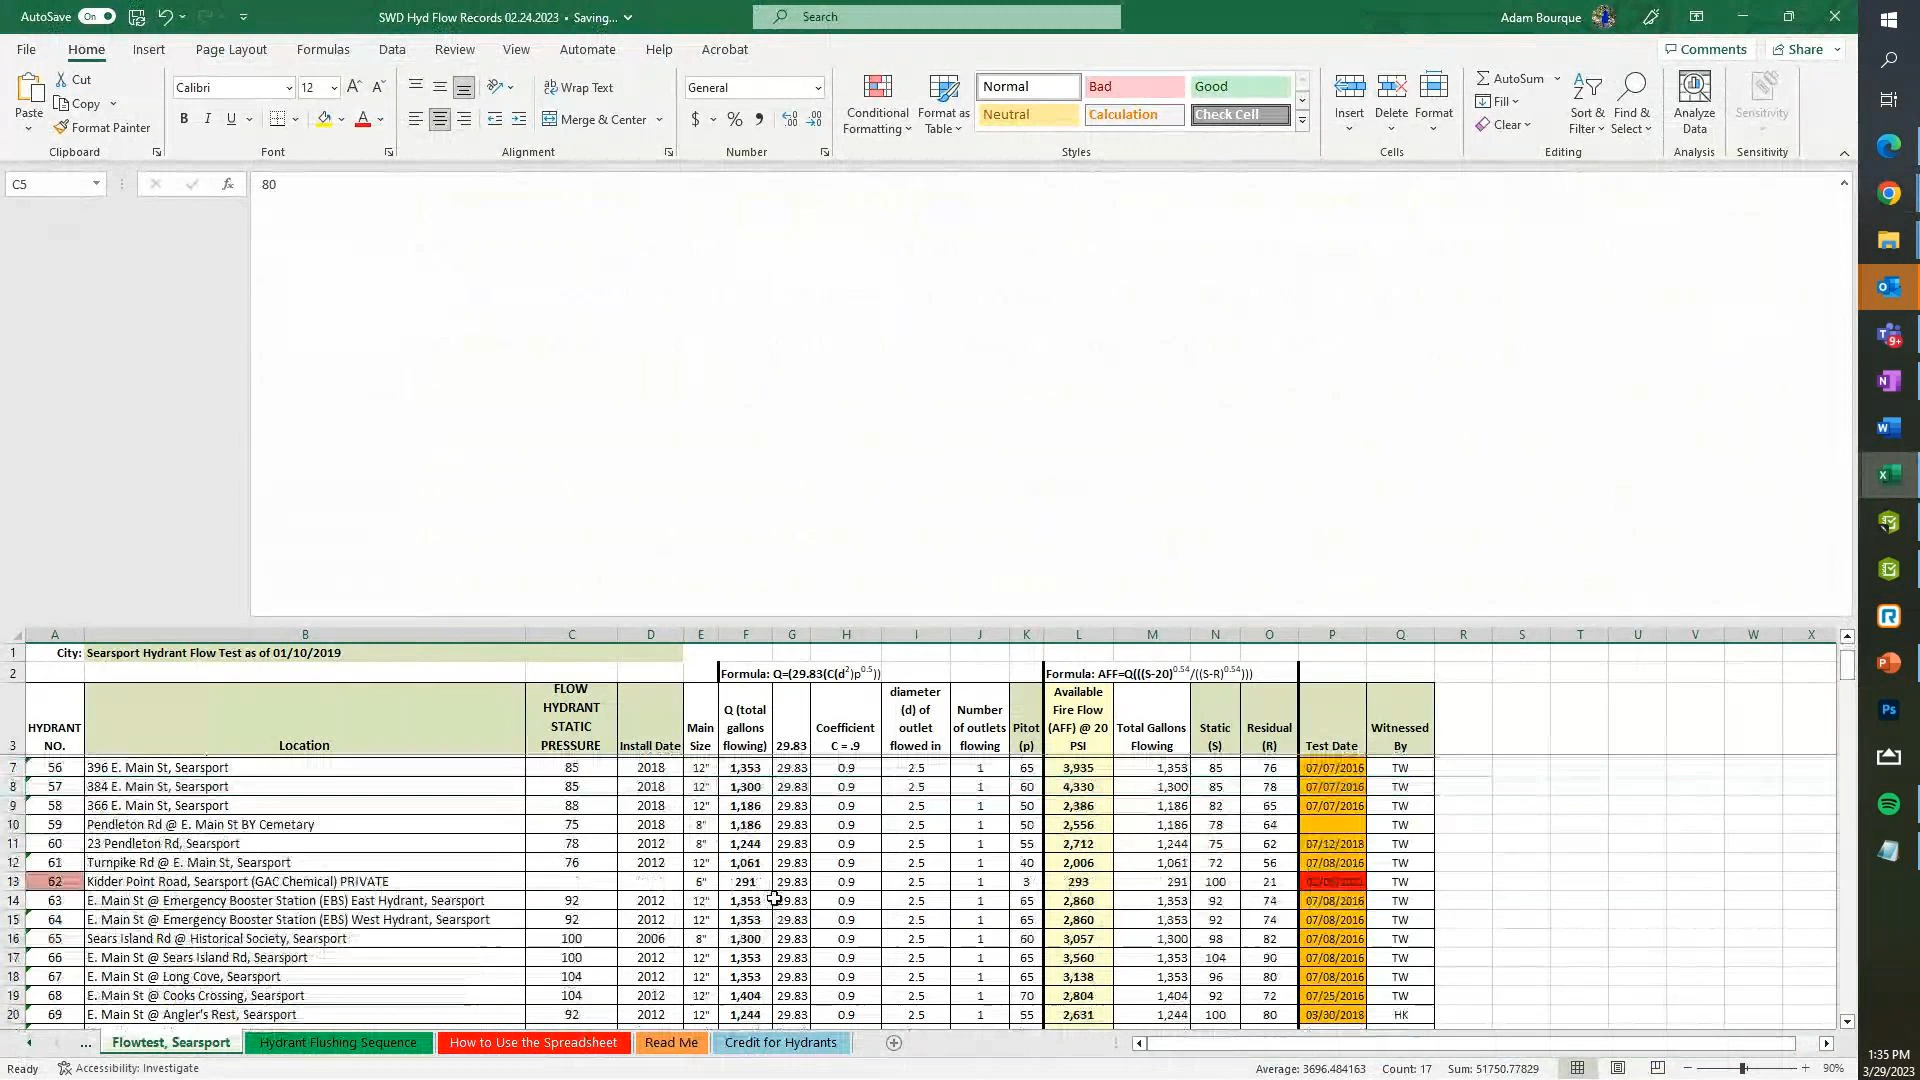 AutoSave On SWD Hyd Flow Records 02.24.2023 • Saving... Search Adam Bourque
File Home Insert Page Layout Formulas Data Review View Automate Help Acrobat Comments Share
Paste Cut Copy Format Painter Clipboard
Calibri 12 B I U Font
Wrap Text Merge & Center Alignment
General $ % Number
Conditional Formatting Format as Table Normal Bad Good Neutral Calculation Check Cell Styles
Insert Delete Format Cells
AutoSum Fill Clear Sort & Filter Find & Select Editing
Analyze Data Analysis
Sensitivity Sensitivity
C5 fx 80
A B C D E F G H I J K L M N O P Q R S T U V W X
1 City: Searsport Hydrant Flow Test as of 01/10/2019
2 Formula: Q=(29.83(C(d²)p⁰·⁵)) Formula: AFF=Q(((S-20)⁰·⁵⁴/((S-R)⁰·⁵⁴)))
3 HYDRANT NO. Location FLOW HYDRANT STATIC PRESSURE Install Date Main Size Q (total gallons flowing) 29.83 Coefficient C = .9 diameter (d) of outlet flowed in Number of outlets flowing Pitot (p) Available Fire Flow (AFF) @ 20 PSI Total Gallons Flowing Static (S) Residual (R) Test Date Witnessed By
7 56 396 E. Main St, Searsport 85 2018 12" 1,353 29.83 0.9 2.5 1 65 3,935 1,353 85 76 07/07/2016 TW
8 57 384 E. Main St, Searsport 85 2018 12" 1,300 29.83 0.9 2.5 1 60 4,330 1,300 85 78 07/07/2016 TW
9 58 366 E. Main St, Searsport 88 2018 12" 1,186 29.83 0.9 2.5 1 50 2,386 1,186 82 65 07/07/2016 TW
10 59 Pendleton Rd @ E. Main St BY Cemetary 75 2018 8" 1,186 29.83 0.9 2.5 1 50 2,556 1,186 78 64 TW
11 60 23 Pendleton Rd, Searsport 78 2012 8" 1,244 29.83 0.9 2.5 1 55 2,712 1,244 75 62 07/12/2018 TW
12 61 Turnpike Rd @ E. Main St, Searsport 76 2012 12" 1,061 29.83 0.9 2.5 1 40 2,006 1,061 72 56 07/08/2016 TW
13 62 Kidder Point Road, Searsport (GAC Chemical) PRIVATE 6" 291 29.83 0.9 2.5 1 3 293 291 100 21 TW
14 63 E. Main St @ Emergency Booster Station (EBS) East Hydrant, Searsport 92 2012 12" 1,353 29.83 0.9 2.5 1 65 2,860 1,353 92 74 07/08/2016 TW
15 64 E. Main St @ Emergency Booster Station (EBS) West Hydrant, Searsport 92 2012 12" 1,353 29.83 0.9 2.5 1 65 2,860 1,353 92 74 07/08/2016 TW
16 65 Sears Island Rd @ Historical Society, Searsport 100 2006 8" 1,300 29.83 0.9 2.5 1 60 3,057 1,300 98 82 07/08/2016 TW
17 66 E. Main St @ Sears Island Rd, Searsport 100 2012 12" 1,353 29.83 0.9 2.5 1 65 3,560 1,353 104 90 07/08/2016 TW
18 67 E. Main St @ Long Cove, Searsport 104 2012 12" 1,353 29.83 0.9 2.5 1 65 3,138 1,353 96 80 07/08/2016 TW
19 68 E. Main St @ Cooks Crossing, Searsport 104 2012 12" 1,404 29.83 0.9 2.5 1 70 2,804 1,404 92 72 07/25/2016 TW
20 69 E. Main St @ Angler's Rest, Searsport 92 2012 12" 1,244 29.83 0.9 2.5 1 55 2,631 1,244 100 80 03/30/2018 HK
... Flowtest, Searsport Hydrant Flushing Sequence How to Use the Spreadsheet Read Me Credit for Hydrants
Ready Accessibility: Investigate Average: 3696.484163 Count: 17 Sum: 51750.77829 90%
1:35 PM
3/29/2023